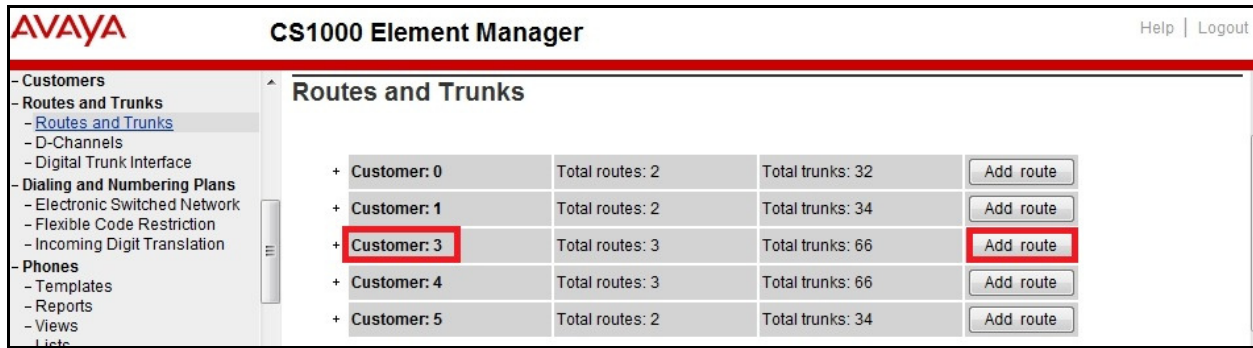 AVAYA
CS1000 Element Manager
Help | Logout
- Customers
- Routes and Trunks
- Routes and Trunks
- D-Channels
- Digital Trunk Interface
- Dialing and Numbering Plans
- Electronic Switched Network
- Flexible Code Restriction
- Incoming Digit Translation
- Phones
- Templates
- Reports
- Views
- Lists
Routes and Trunks
+ Customer: 0 Total routes: 2 Total trunks: 32 Add route
+ Customer: 1 Total routes: 2 Total trunks: 34 Add route
+ Customer: 3 Total routes: 3 Total trunks: 66 Add route
+ Customer: 4 Total routes: 3 Total trunks: 66 Add route
+ Customer: 5 Total routes: 2 Total trunks: 34 Add route